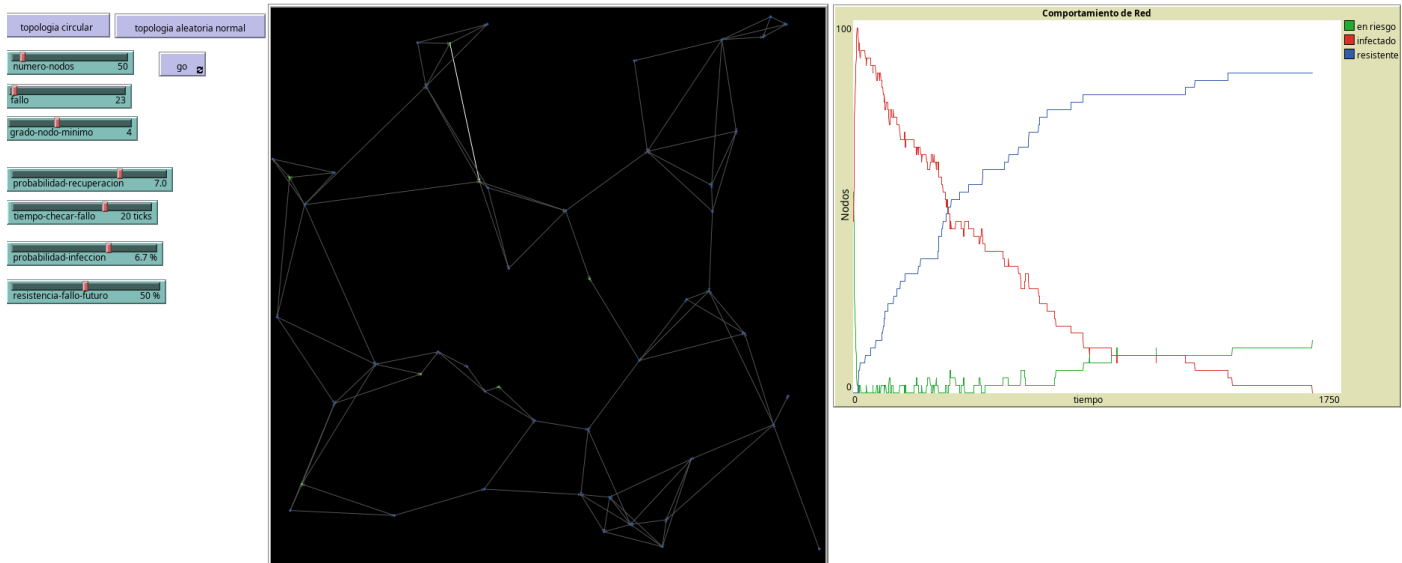 topologia circular
topologia aleatoria normal
número-nodos 50
go
fallo 23
grado-nodo-minimo 4
probabilidad-recuperacion 7.0
tiempo-checar-fallo 20 ticks
probabilidad-infeccion 6.7 %
resistencia-fallo-futuro 50 %
Comportamiento de Red
100
Nodos
0
0
tiempo
1750
en riesgo
infectado
resistente